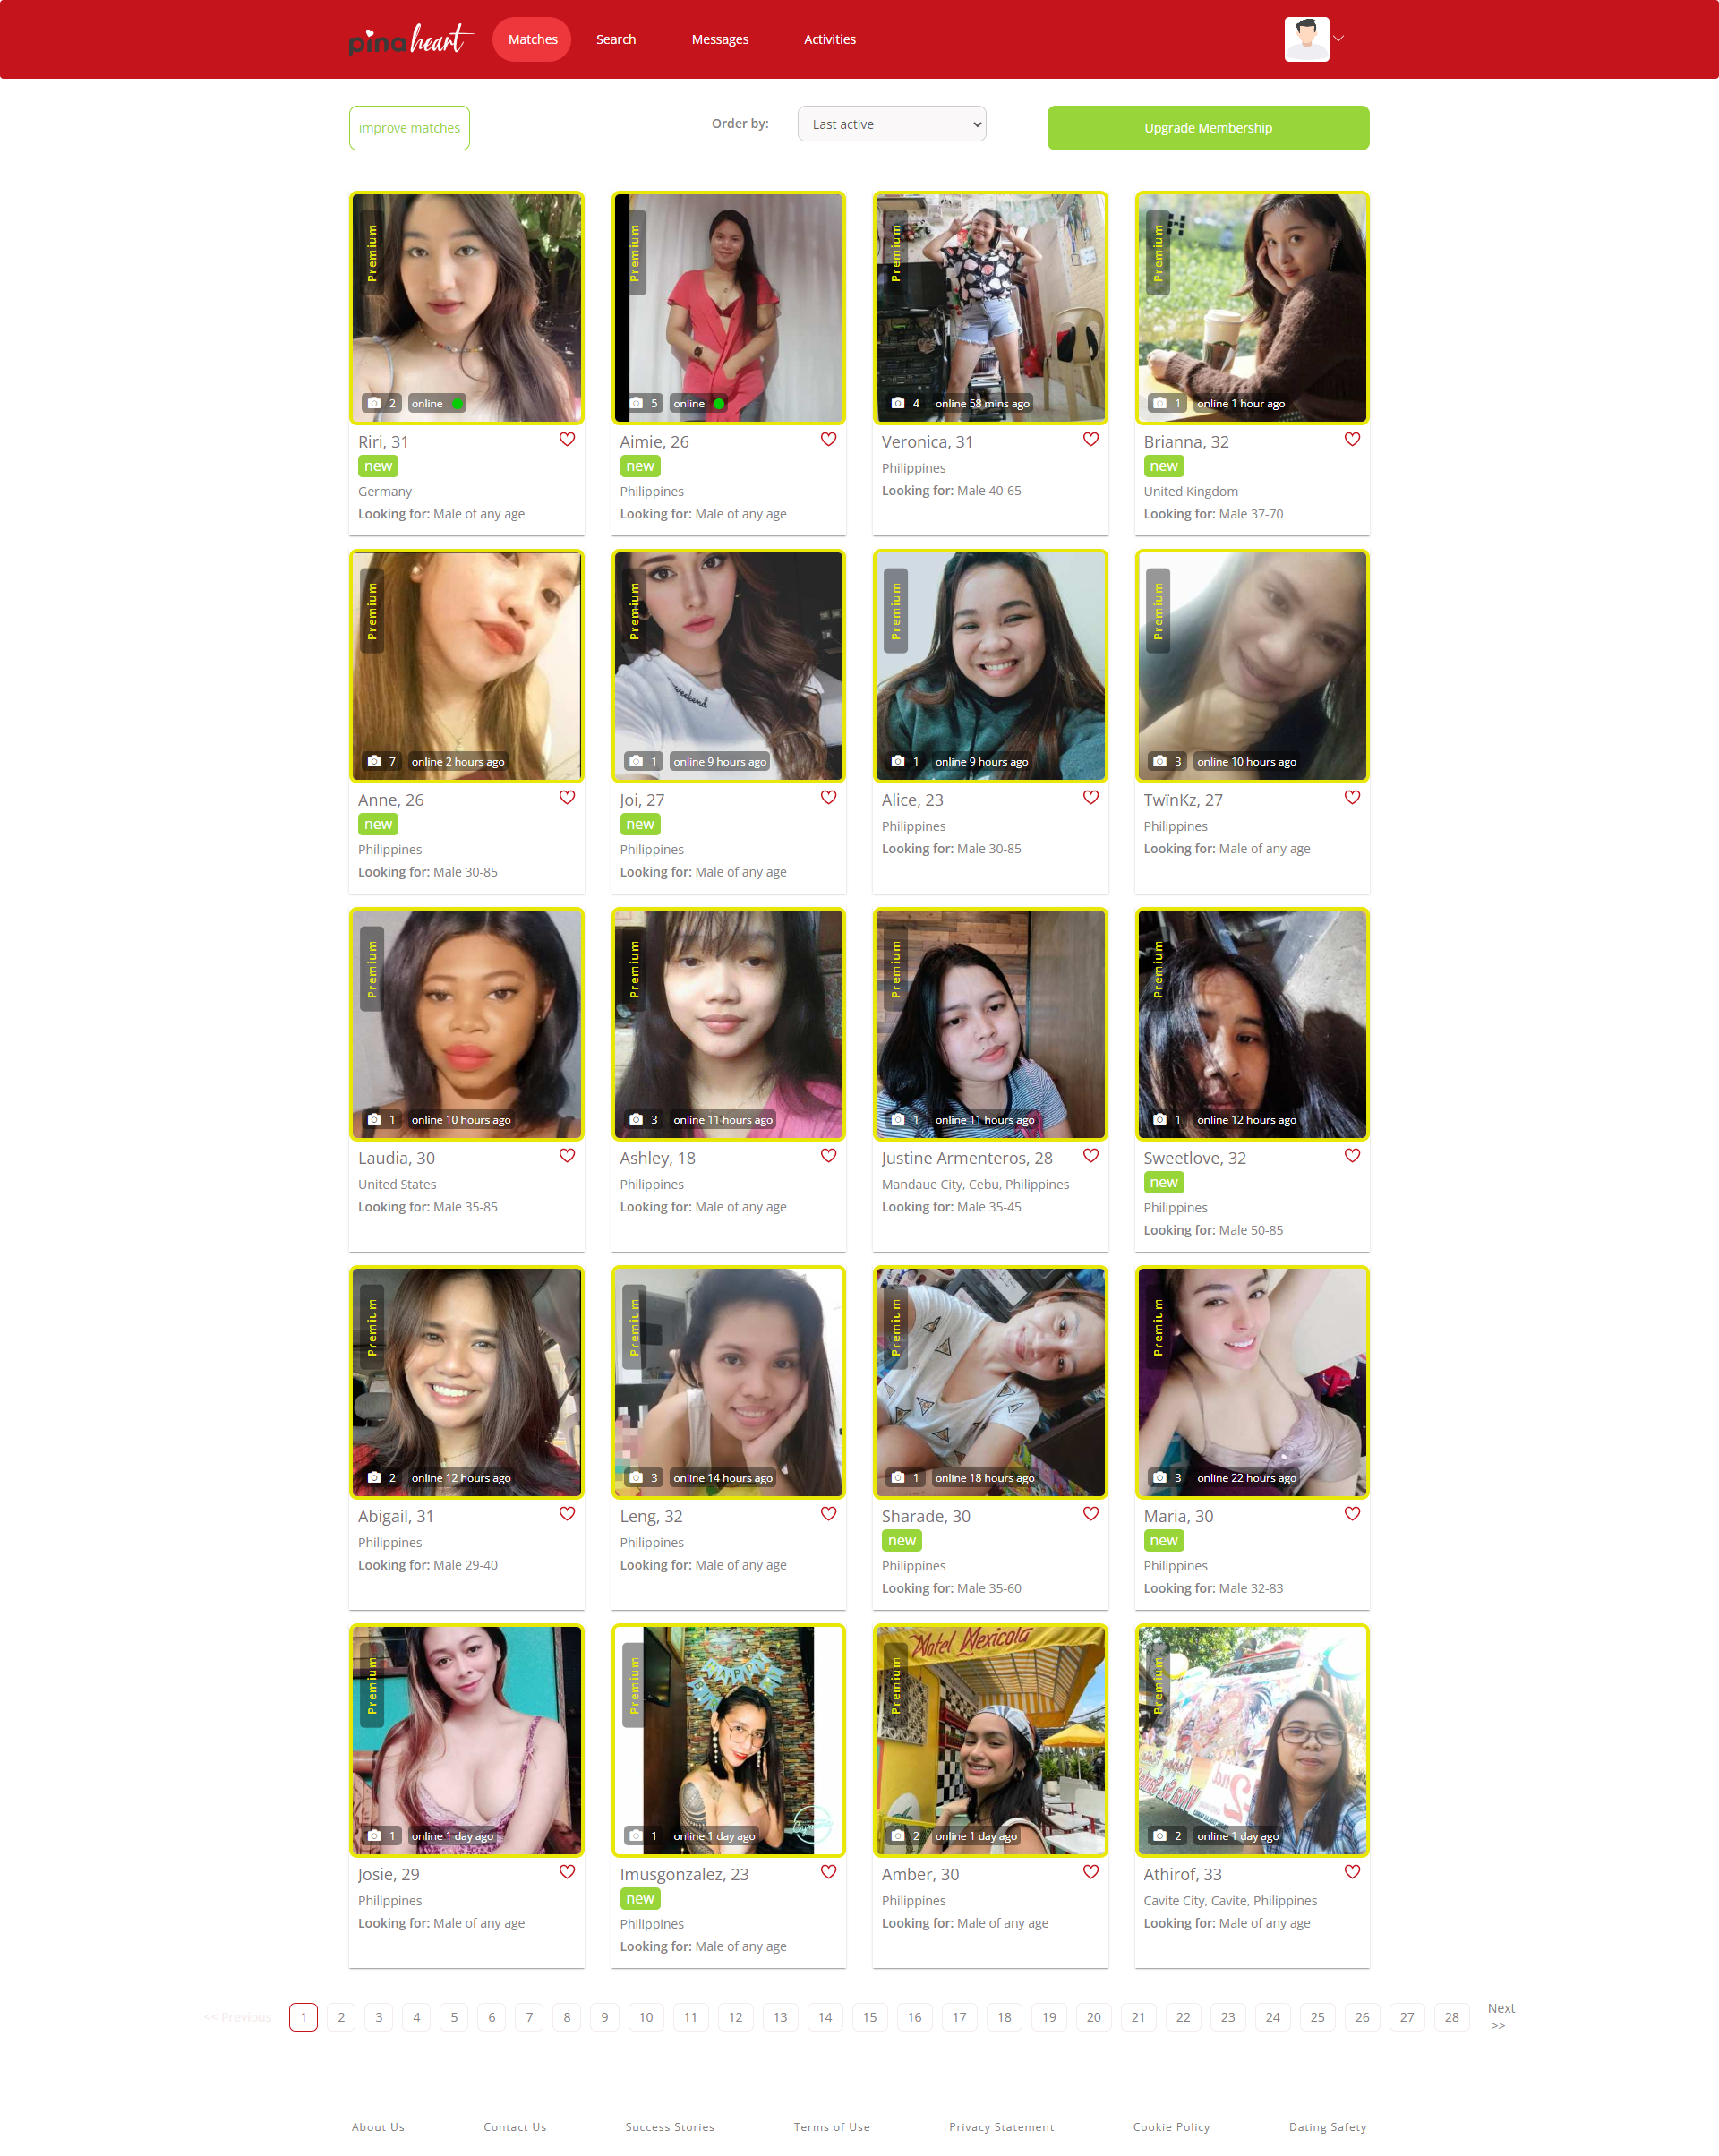 pinaheart
Matches
Search
Messages
Activities
improve matches
Order by:
Last active
Upgrade Membership
Premium
Premium
Premium
Premium
2 online
5 online
4 online 58 mins ago
1 online 1 hour ago
Riri, 31
new
Germany
Looking for: Male of any age
Aimie, 26
new
Philippines
Looking for: Male of any age
Veronica, 31
Philippines
Looking for: Male 40-65
Brianna, 32
new
United Kingdom
Looking for: Male 37-70
Premium
Premium
Premium
Premium
weekend
7 online 2 hours ago
1 online 9 hours ago
1 online 9 hours ago
3 online 10 hours ago
Anne, 26
new
Philippines
Looking for: Male 30-85
Joi, 27
new
Philippines
Looking for: Male of any age
Alice, 23
Philippines
Looking for: Male 30-85
TwïnKz, 27
Philippines
Looking for: Male of any age
Premium
Premium
Premium
Premium
1 online 10 hours ago
3 online 11 hours ago
1 online 11 hours ago
1 online 12 hours ago
Laudia, 30
United States
Looking for: Male 35-85
Ashley, 18
Philippines
Looking for: Male of any age
Justine Armenteros, 28
Mandaue City, Cebu, Philippines
Looking for: Male 35-45
Sweetlove, 32
new
Philippines
Looking for: Male 50-85
Premium
Premium
Premium
Premium
2 online 12 hours ago
3 online 14 hours ago
1 online 18 hours ago
3 online 22 hours ago
Abigail, 31
Philippines
Looking for: Male 29-40
Leng, 32
Philippines
Looking for: Male of any age
Sharade, 30
new
Philippines
Looking for: Male 35-60
Maria, 30
new
Philippines
Looking for: Male 32-83
Premium
Premium
HAPPY
Premium
Motel Mexicola
Premium
2nd
1 online 1 day ago
1 online 1 day ago
2 online 1 day ago
2 online 1 day ago
Josie, 29
Philippines
Looking for: Male of any age
Imusgonzalez, 23
new
Philippines
Looking for: Male of any age
Amber, 30
Philippines
Looking for: Male of any age
Athirof, 33
Cavite City, Cavite, Philippines
Looking for: Male of any age
<< Previous 1 2 3 4 5 6 7 8 9 10 11 12 13 14 15 16 17 18 19 20 21 22 23 24 25 26 27 28 Next >>
About Us
Contact Us
Success Stories
Terms of Use
Privacy Statement
Cookie Policy
Dating Safety